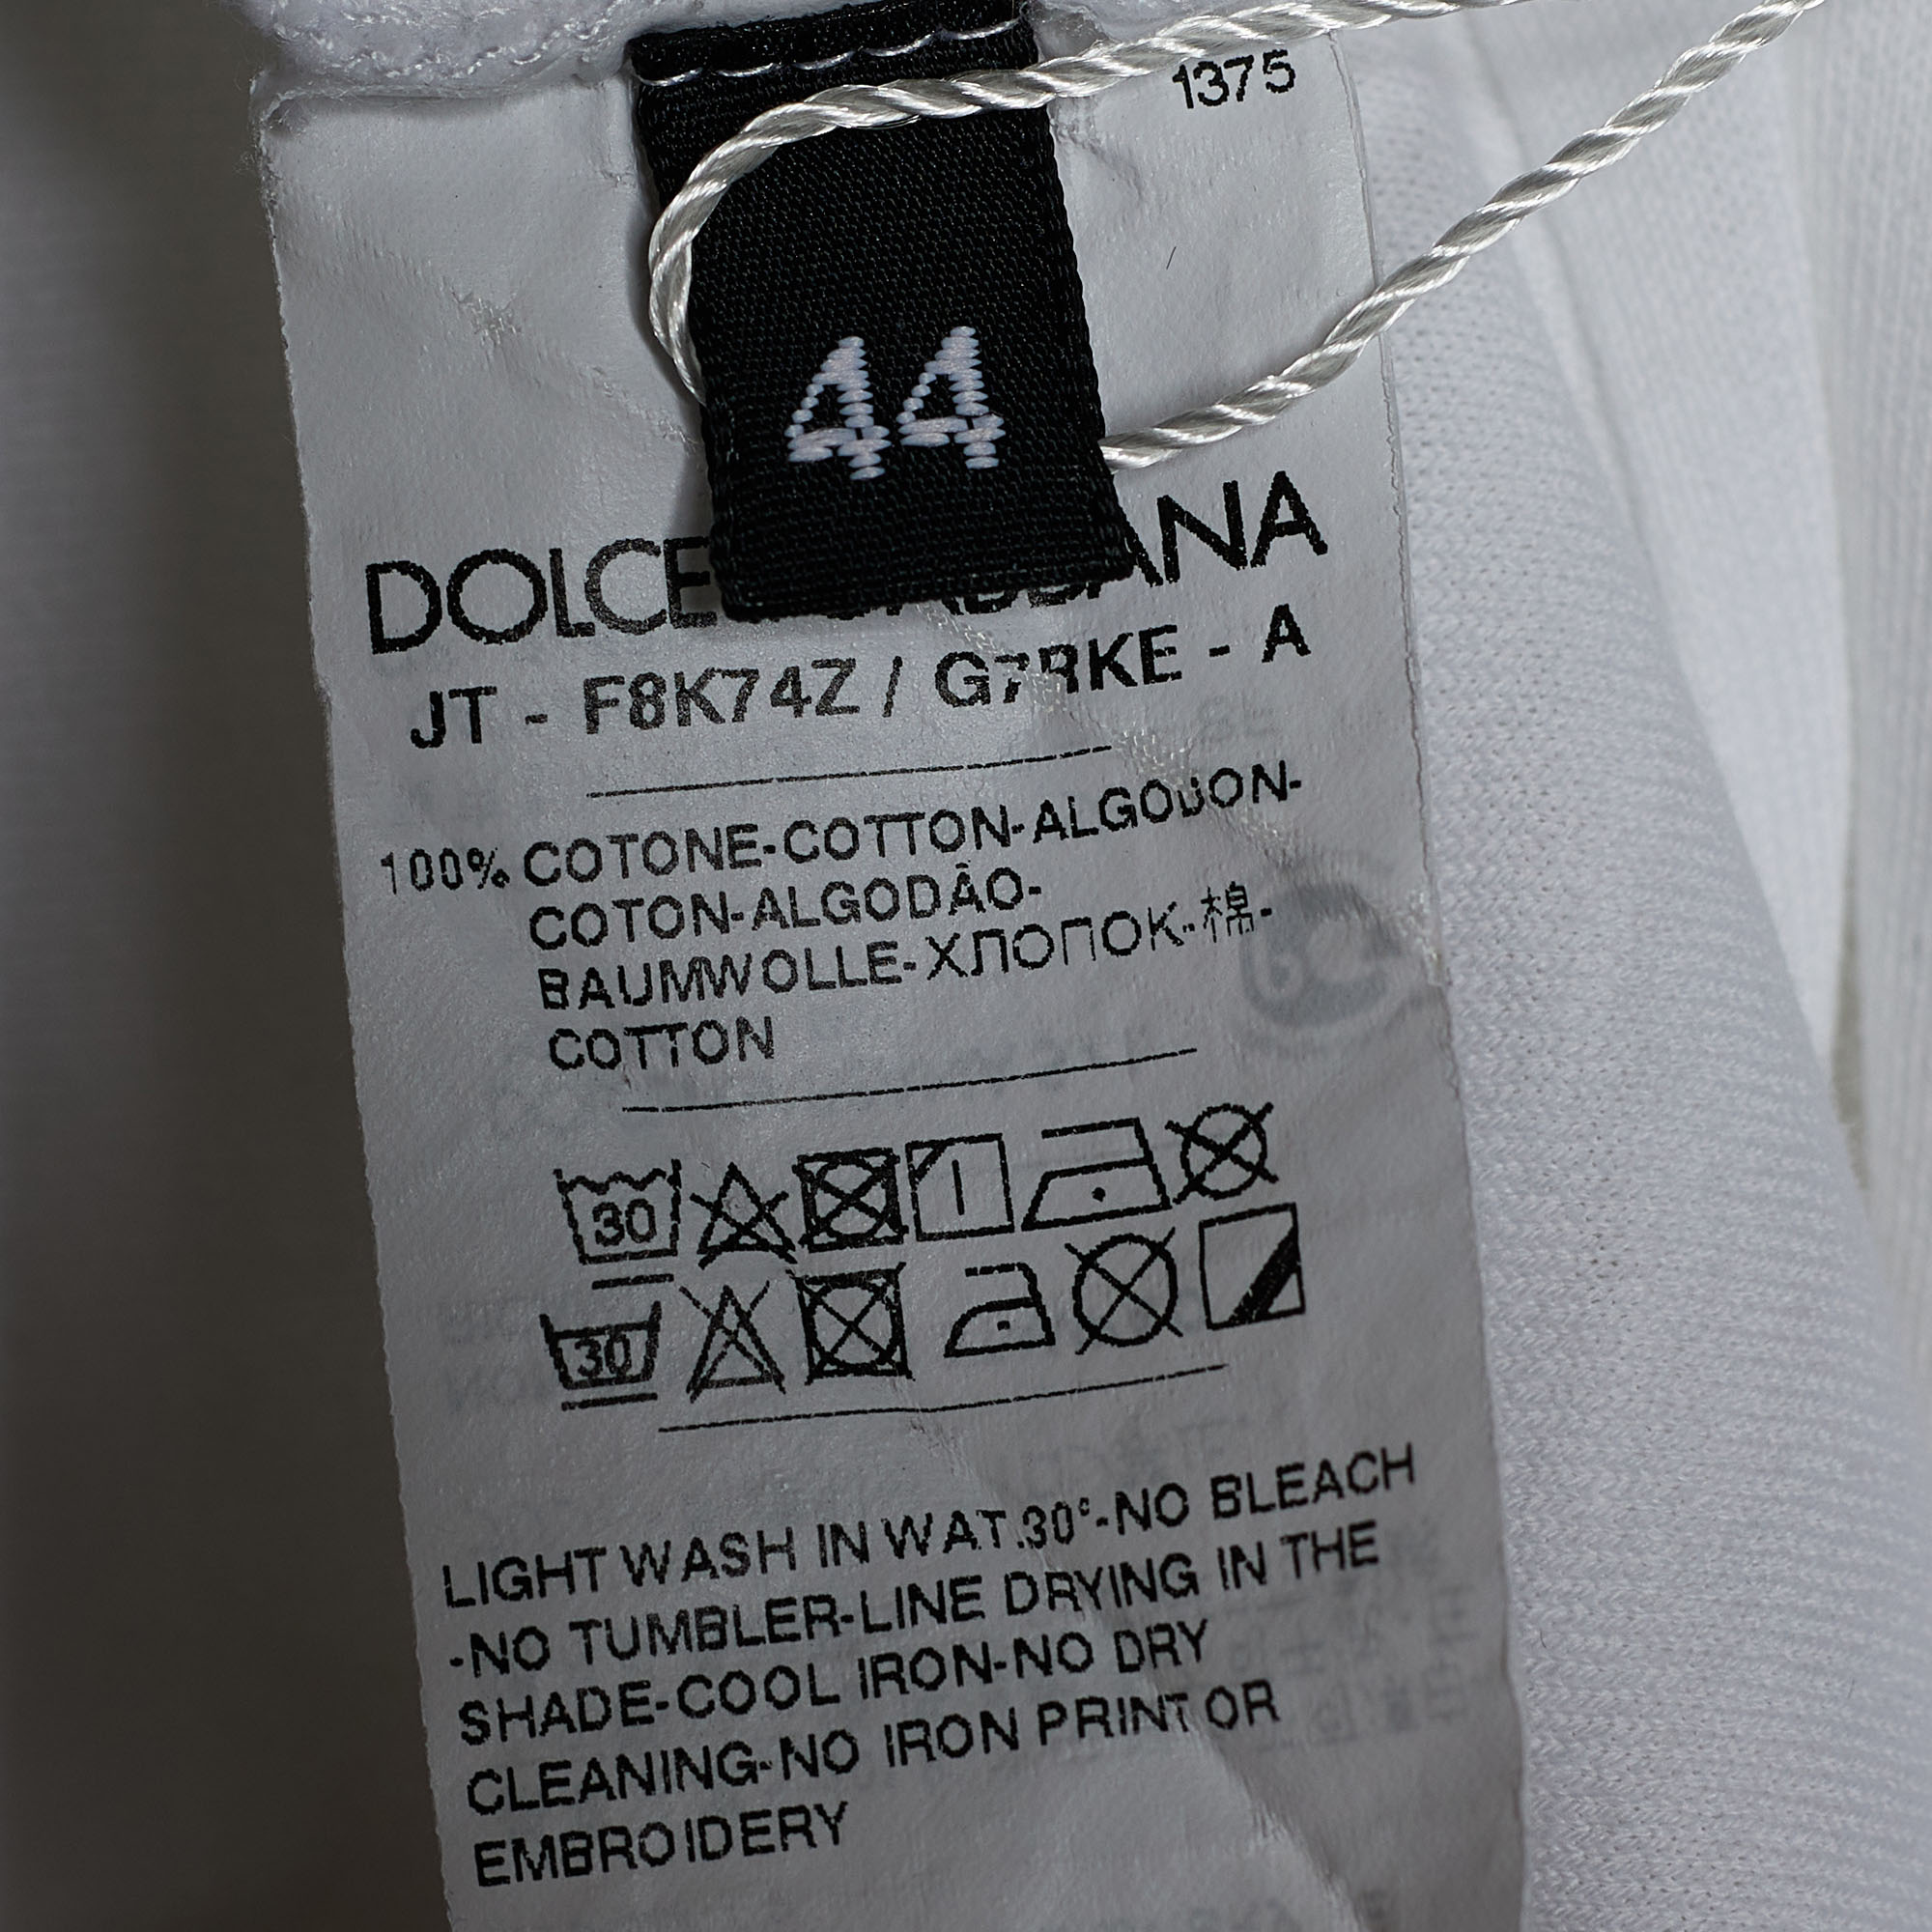 1375
44
DOLCE GABBANA
JT - F8K74Z / G7RKE - A
100% COTONE-COTTON-ALGODON-
COTON-ALGODÃO-
BAUMWOLLE-ХЛОПОК-棉-
COTTON
30
30
LIGHT WASH IN WAT.30°-NO BLEACH
-NO TUMBLER-LINE DRYING IN THE
SHADE-COOL IRON-NO DRY
CLEANING-NO IRON PRINT OR
EMBROIDERY